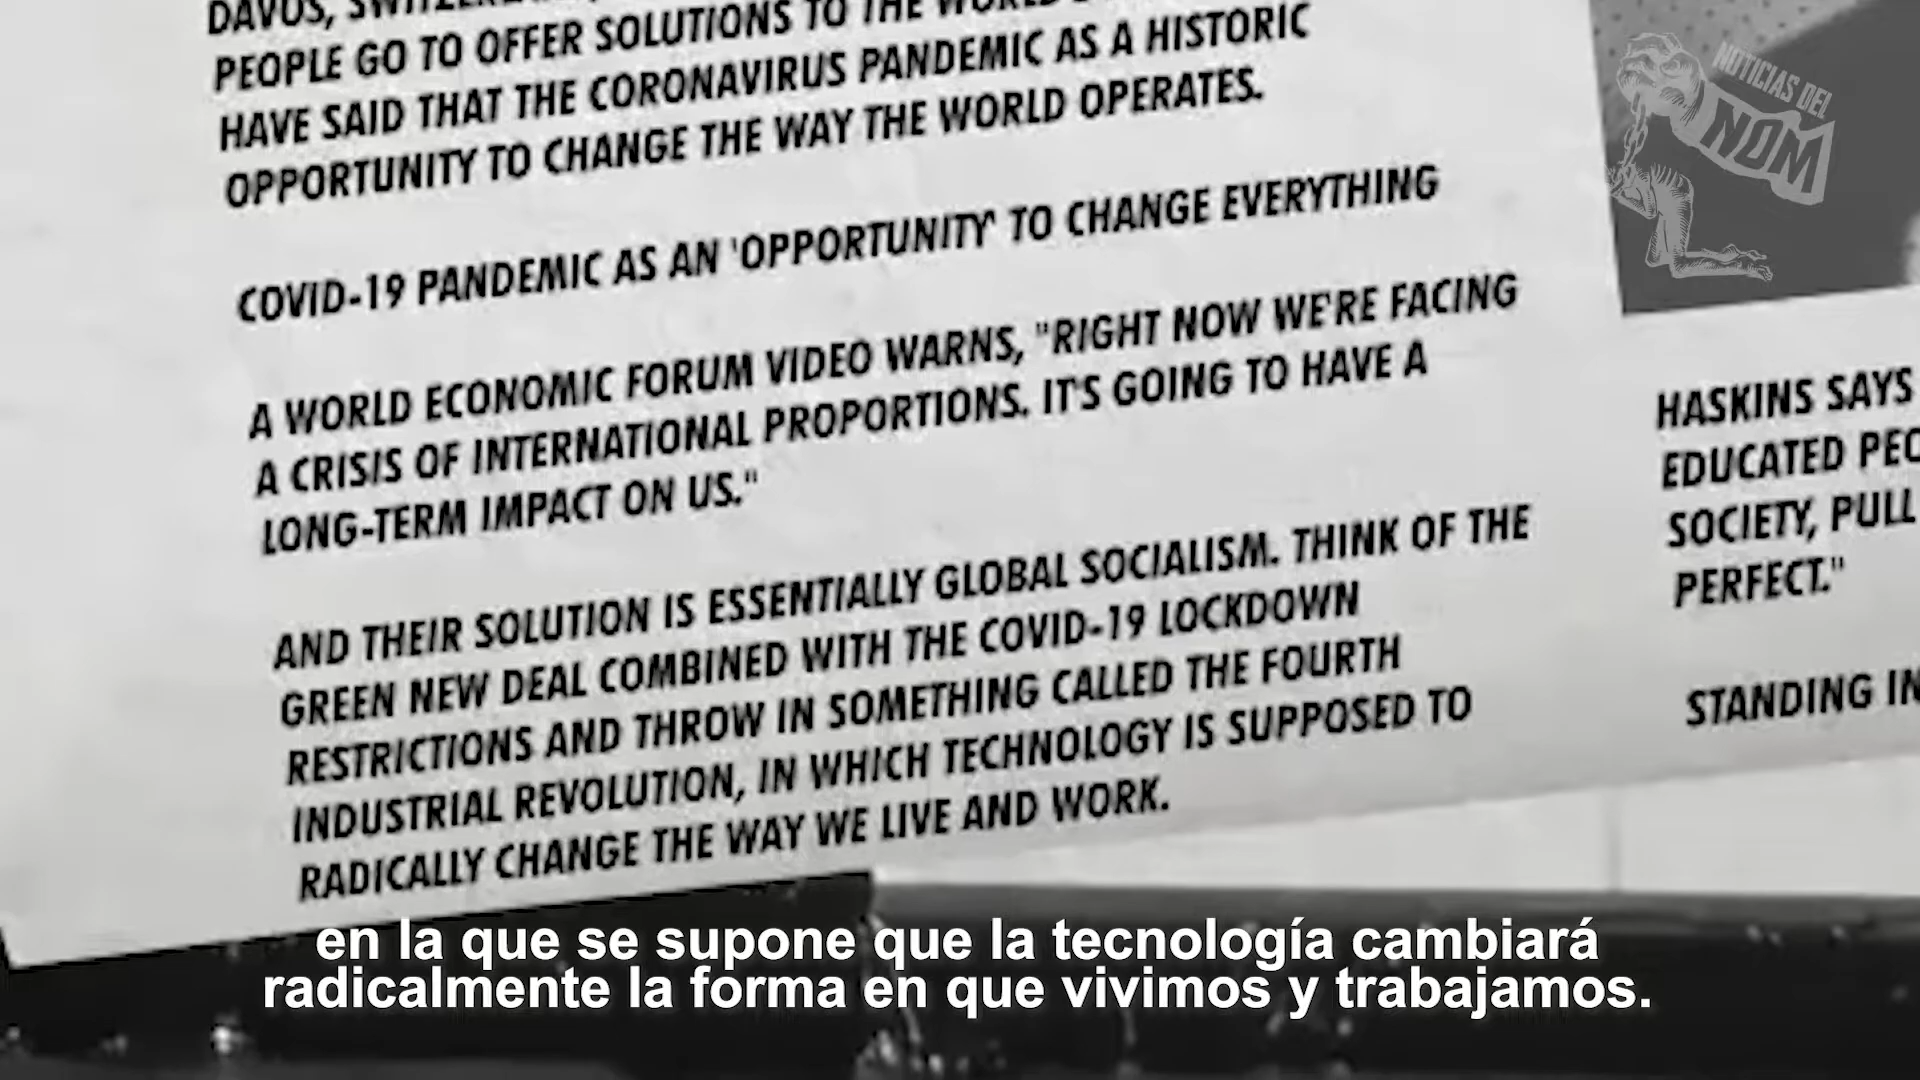 DAVOS,
PEOPLE GO TO OFFER SOLUTIONS TO THE
HAVE SAID THAT THE CORONAVIRUS PANDEMIC AS A HISTORIC
OPPORTUNITY TO CHANGE THE WAY THE WORLD OPERATES.
COVID-19 PANDEMIC AS AN 'OPPORTUNITY' TO CHANGE EVERYTHING
A WORLD ECONOMIC FORUM VIDEO WARNS, "RIGHT NOW WE'RE FACING
A CRISIS OF INTERNATIONAL PROPORTIONS. IT'S GOING TO HAVE A
LONG-TERM IMPACT ON US."
AND THEIR SOLUTION IS ESSENTIALLY GLOBAL SOCIALISM. THINK OF THE
GREEN NEW DEAL COMBINED WITH THE COVID-19 LOCKDOWN
RESTRICTIONS AND THROW IN SOMETHING CALLED THE FOURTH
INDUSTRIAL REVOLUTION, IN WHICH TECHNOLOGY IS SUPPOSED TO
RADICALLY CHANGE THE WAY WE LIVE AND WORK.
NOTICIAS DEL
NOM
HASKINS SAYS
EDUCATED
SOCIETY, PULL
PERFECT."
STANDING
en la que se supone que la tecnología cambiará
radicalmente la forma en que vivimos y trabajamos.